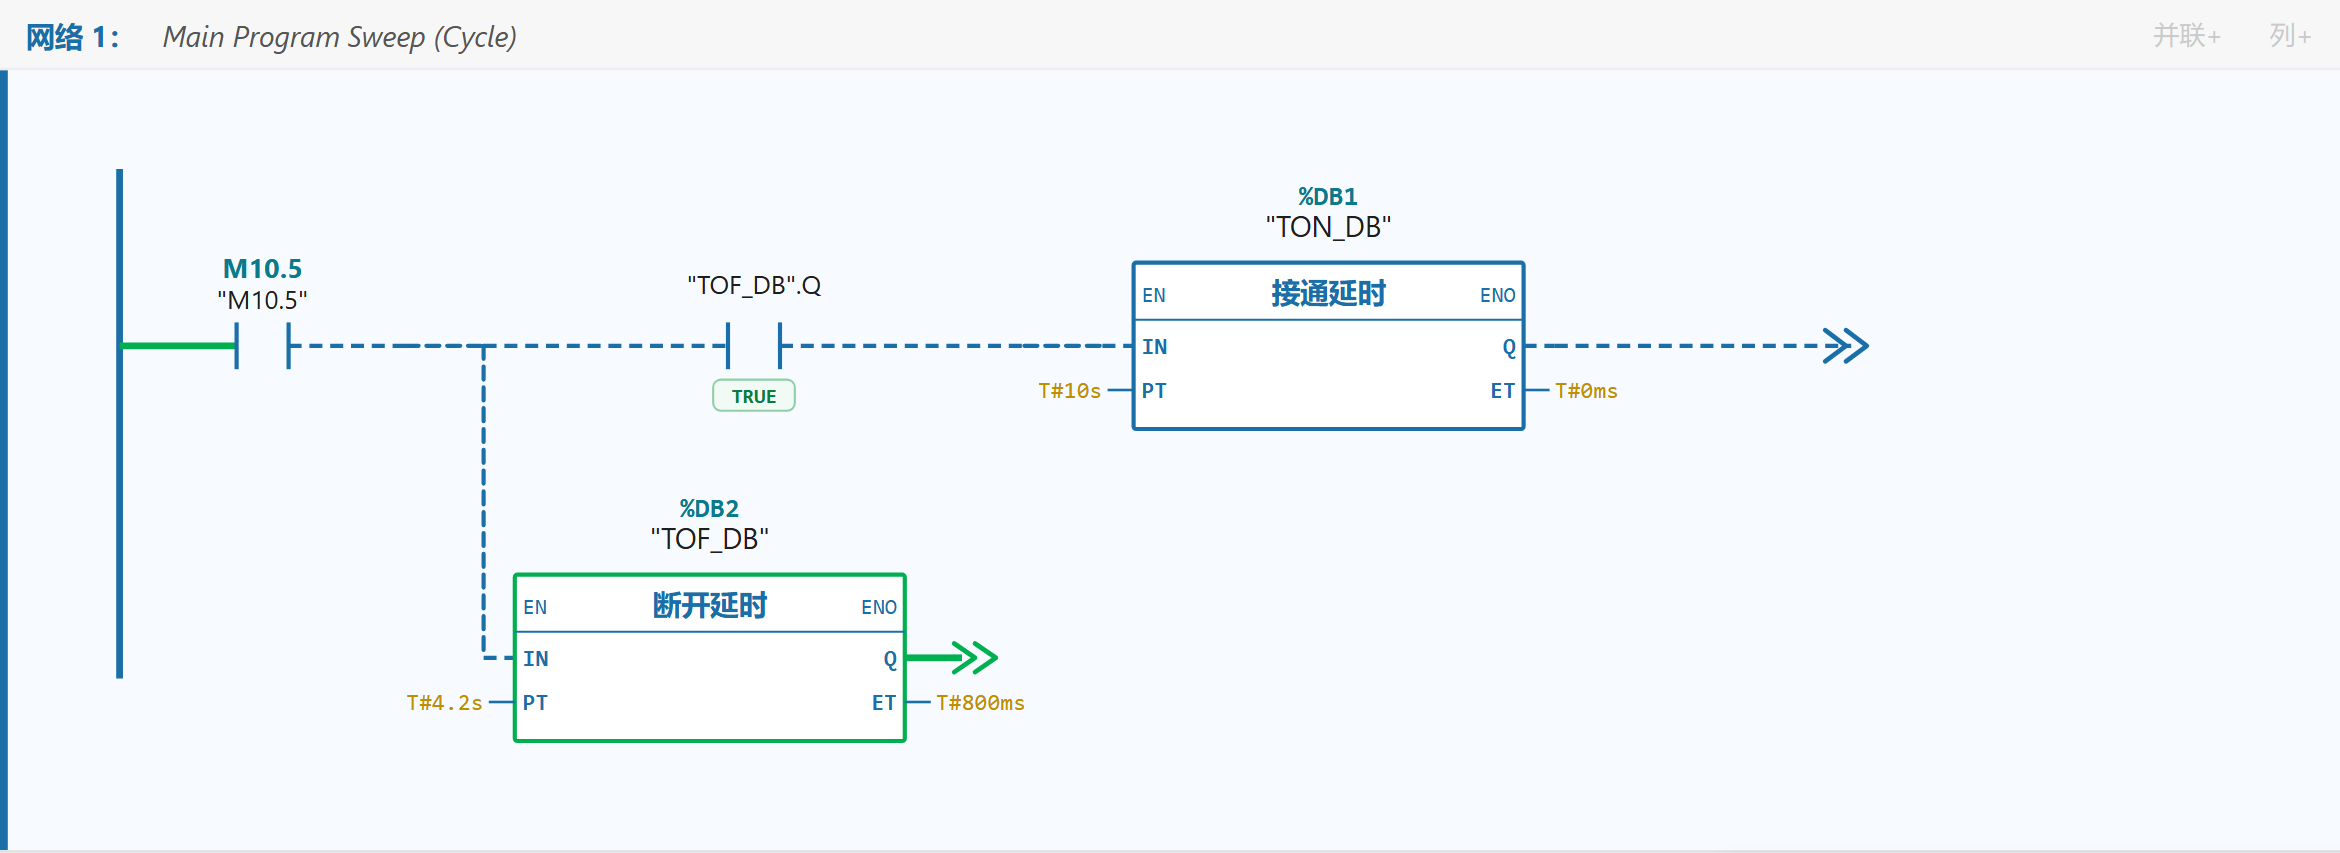 网络 1: Main Program Sweep (Cycle) 并联+ 列+
%DB1
"TON_DB"
M10.5
"M10.5"
"TOF_DB".Q
TRUE
EN 接通延时 ENO
IN Q
T#10s PT ET T#0ms
%DB2
"TOF_DB"
EN 断开延时 ENO
IN Q
T#4.2s PT ET T#800ms